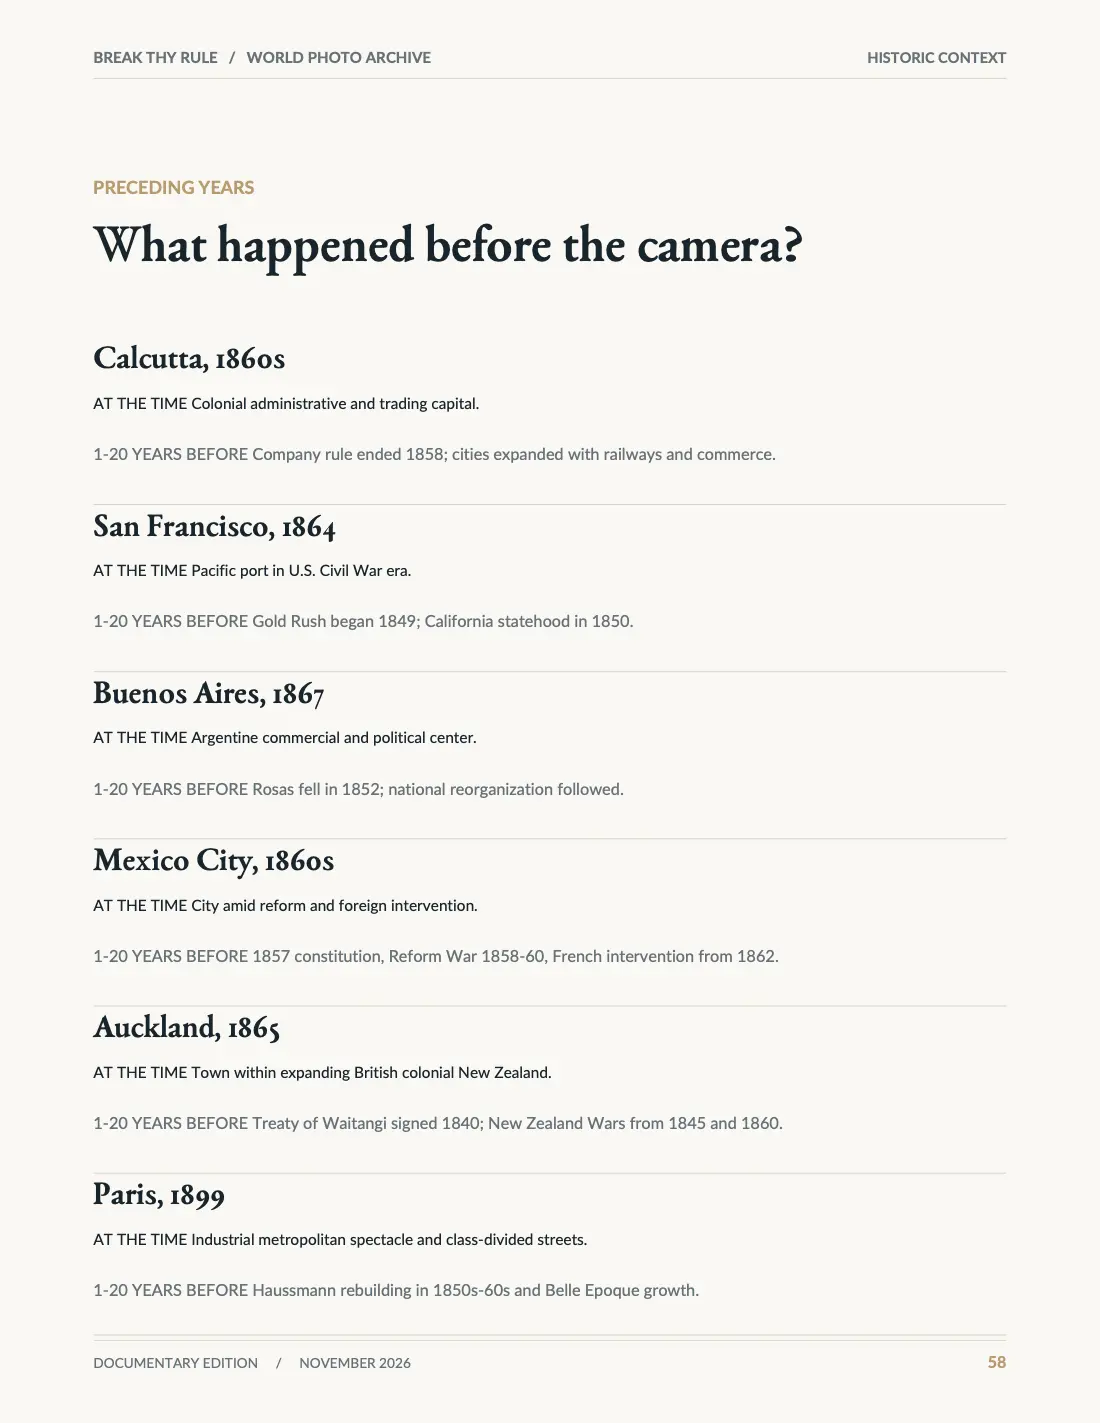 BREAK THY RULE / WORLD PHOTO ARCHIVE
HISTORIC CONTEXT
PRECEDING YEARS
What happened before the camera?
Calcutta, 1860s
AT THE TIME Colonial administrative and trading capital.
1-20 YEARS BEFORE Company rule ended 1858; cities expanded with railways and commerce.
San Francisco, 1864
AT THE TIME Pacific port in U.S. Civil War era.
1-20 YEARS BEFORE Gold Rush began 1849; California statehood in 1850.
Buenos Aires, 1867
AT THE TIME Argentine commercial and political center.
1-20 YEARS BEFORE Rosas fell in 1852; national reorganization followed.
Mexico City, 1860s
AT THE TIME City amid reform and foreign intervention.
1-20 YEARS BEFORE 1857 constitution, Reform War 1858-60, French intervention from 1862.
Auckland, 1865
AT THE TIME Town within expanding British colonial New Zealand.
1-20 YEARS BEFORE Treaty of Waitangi signed 1840; New Zealand Wars from 1845 and 1860.
Paris, 1899
AT THE TIME Industrial metropolitan spectacle and class-divided streets.
1-20 YEARS BEFORE Haussmann rebuilding in 1850s-60s and Belle Epoque growth.
DOCUMENTARY EDITION / NOVEMBER 2026
58